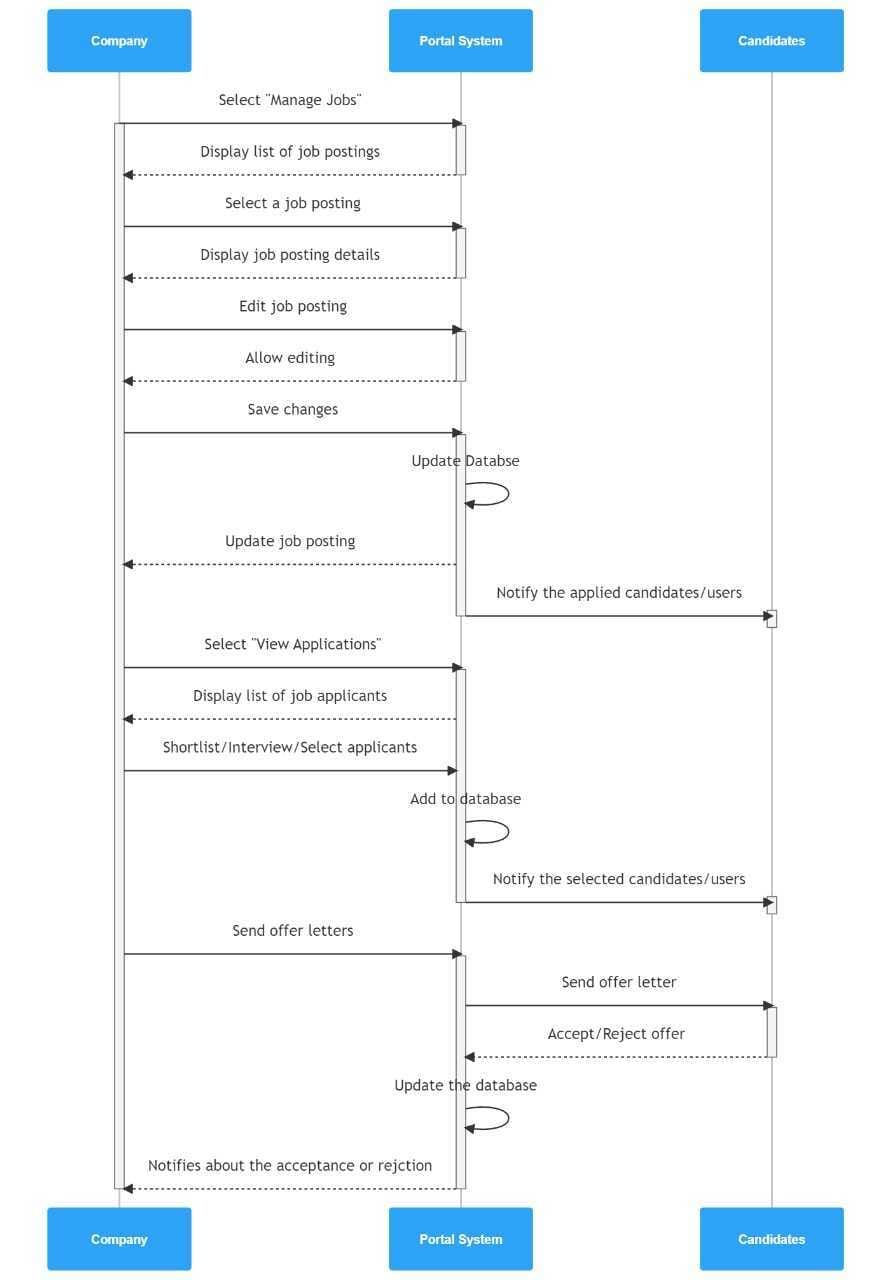 Company
Portal System
Candidates
Select "Manage Jobs"
Display list of job postings
Select a job posting
Display job posting details
Edit job posting
Allow editing
Save changes
Update Databse
Update job posting
Notify the applied candidates/users
Select "View Applications"
Display list of job applicants
Shortlist/Interview/Select applicants
Add to database
Notify the selected candidates/users
Send offer letters
Send offer letter
Accept/Reject offer
Update the database
Notifies about the acceptance or rejction
Company
Portal System
Candidates